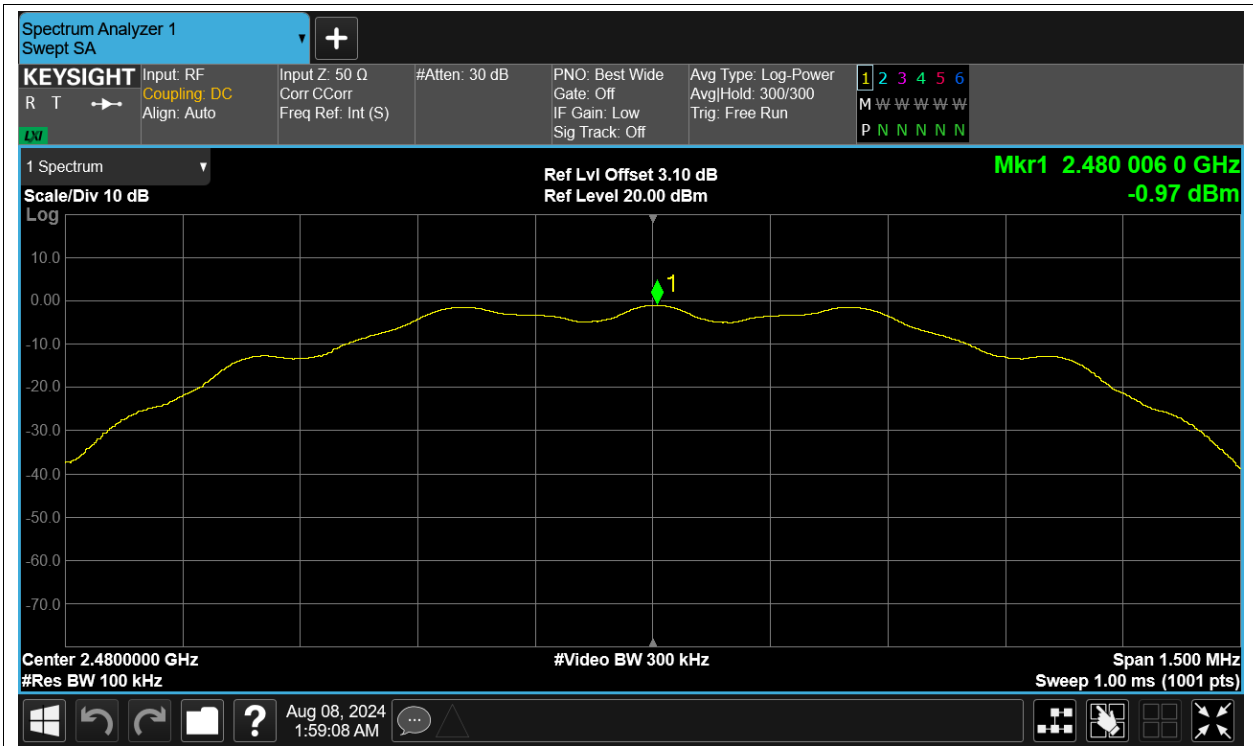 Spectrum Analyzer 1
Swept SA
KEYSIGHT
R T
LXI
Input: RF
Coupling: DC
Align: Auto
Input Z: 50 Ω
Corr CCorr
Freq Ref: Int (S)
#Atten: 30 dB
PNO: Best Wide
Gate: Off
IF Gain: Low
Sig Track: Off
Avg Type: Log-Power
Avg|Hold: 300/300
Trig: Free Run
1 2 3 4 5 6
M W W W W W
P N N N N N
1 Spectrum
Scale/Div 10 dB
Log
Ref Lvl Offset 3.10 dB
Ref Level 20.00 dBm
Mkr1 2.480 006 0 GHz
-0.97 dBm
10.0
0.00
-10.0
-20.0
-30.0
-40.0
-50.0
-60.0
-70.0
1
Center 2.4800000 GHz
#Res BW 100 kHz
#Video BW 300 kHz
Span 1.500 MHz
Sweep 1.00 ms (1001 pts)
?
Aug 08, 2024
1:59:08 AM